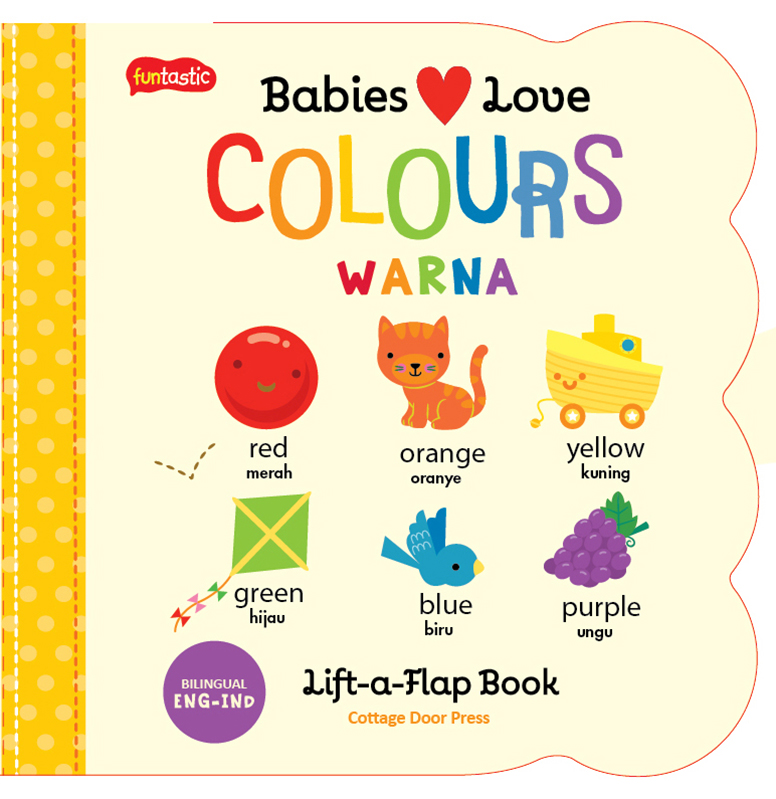 funtastic
Babies Love
COLOURS
WARNA
red
merah
orange
oranye
yellow
kuning
green
hijau
blue
biru
purple
ungu
BILINGUAL
ENG-IND
Lift-a-Flap Book
Cottage Door Press